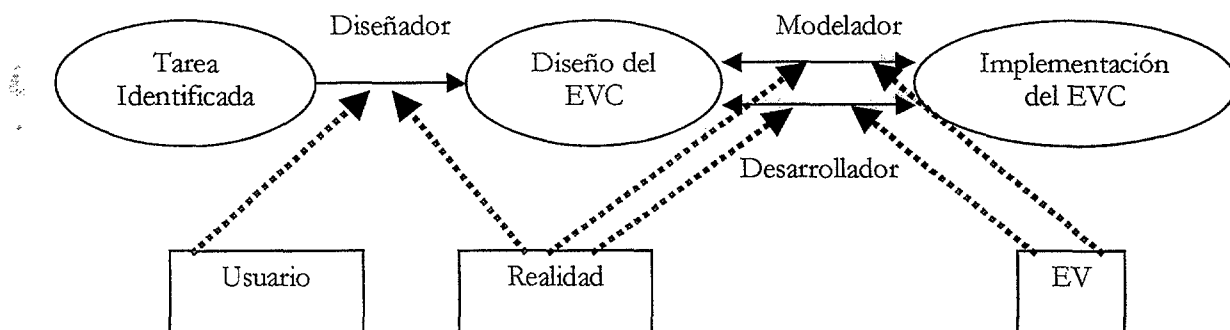 Diseñador
Modelador
Tarea
Identificada
Diseño del
EVC
Implementación
del EVC
Desarrollador
Usuario
Realidad
EV